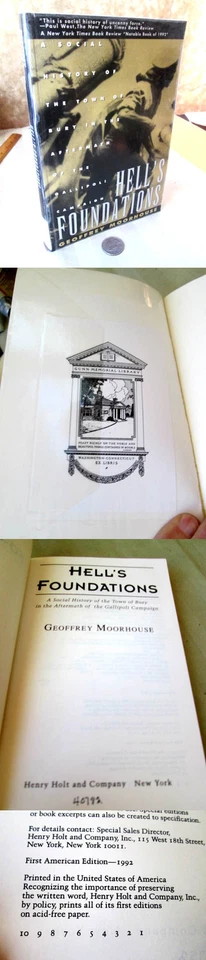 "This is social history of uncommon force."
—Paul West, The New York Times Book Review
A New York Times Book Review "Notable Book of 1992"
A SOCIAL
HISTORY OF
THE TOWN OF
BURY IN THE
AFTERMATH
OF THE
GALLIPOLI
CAMPAIGN
HELL'S
FOUNDATIONS
GEOFFREY MOORHOUSE
GUNN MEMORIAL LIBRARY
WASHINGTON CONNECTICUT
EX LIBRIS
HELL'S
FOUNDATIONS
A Social History of the Town of Bury
in the Aftermath of the Gallipoli Campaign
GEOFFREY MOORHOUSE
Henry Holt and Company New York
40792
or book excerpts can also be created to specification.
For details contact: Special Sales Director,
Henry Holt and Company, Inc., 115 West 18th Street,
New York, New York 10011.
First American Edition—1992
Printed in the United States of America
Recognizing the importance of preserving
the written word, Henry Holt and Company, Inc.,
by policy, prints all of its first editions
on acid-free paper.
10 9 8 7 6 5 4 3 2 1